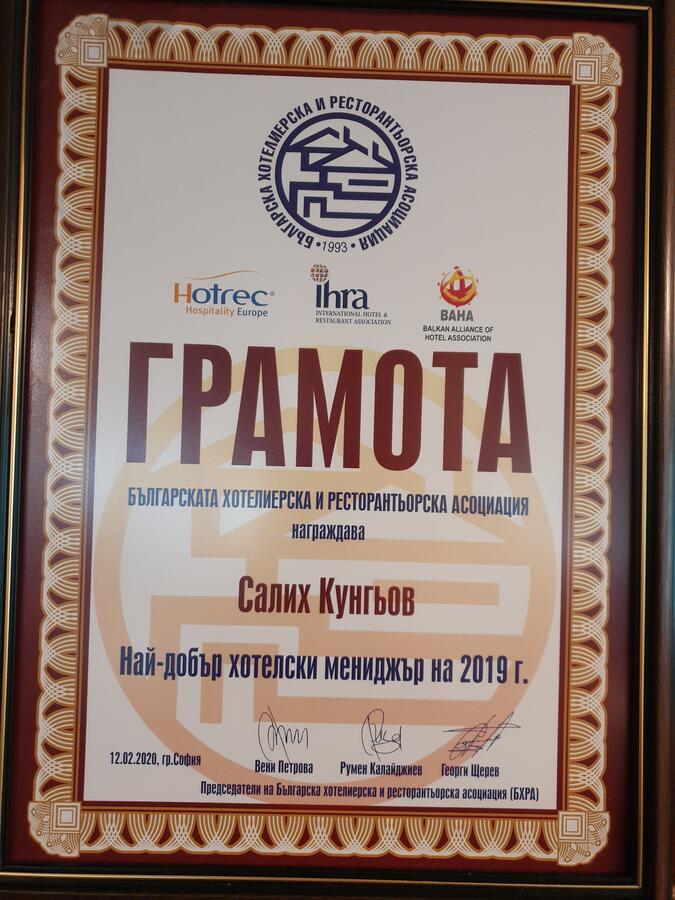 БЪЛГАРСКА ХОТЕЛИЕРСКА И РЕСТОРАНТЬОРСКА АСОЦИАЦИЯ
• 1993 •
Hotrec®
Hospitality Europe
ihra
INTERNATIONAL HOTEL &
RESTAURANT ASSOCIATION
BAHA
BALKAN ALLIANCE OF
HOTEL ASSOCIATION
ГРАМОТА
БЪЛГАРСКАТА ХОТЕЛИЕРСКА И РЕСТОРАНТЬОРСКА АСОЦИАЦИЯ
награждава
Салих Кунгьов
Най-добър хотелски мениджър на 2019 г.
12.02.2020, гр.София
Вени Петрова Румен Калайджиев Георги Щерев
Председатели на Българска хотелиерска и ресторантьорска асоциация (БХРА)